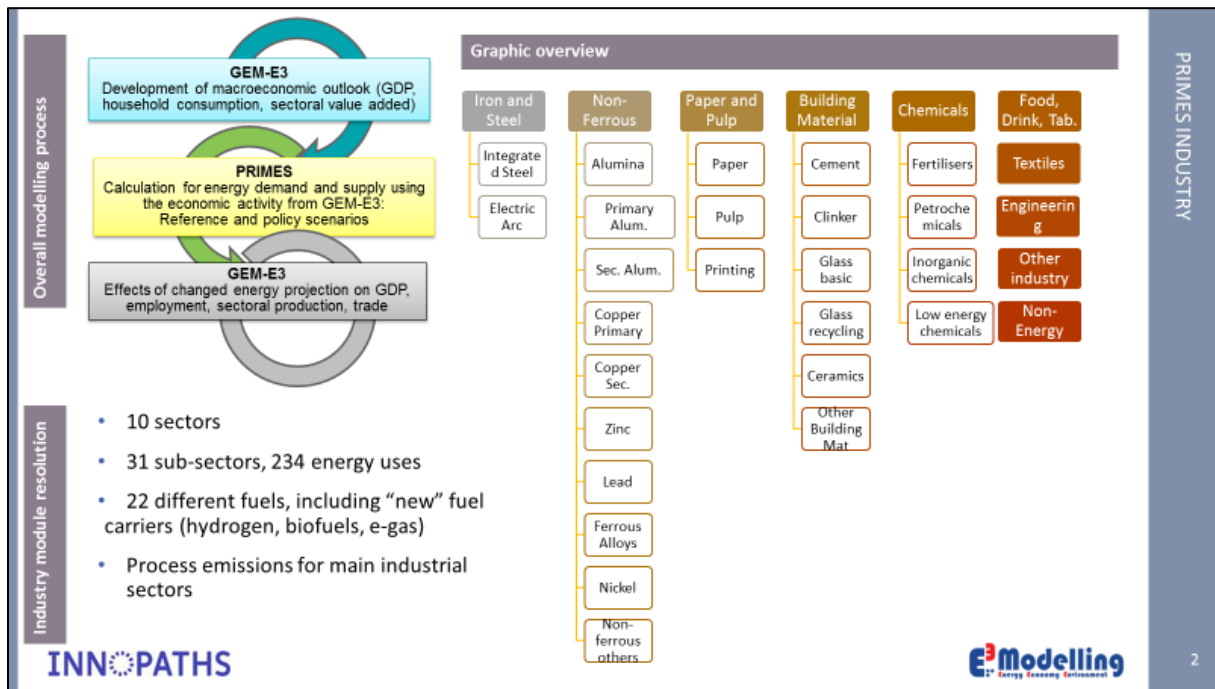 Overall modelling process
GEM-E3
Development of macroeconomic outlook (GDP,
household consumption, sectoral value added)
PRIMES
Calculation for energy demand and supply using
the economic activity from GEM-E3:
Reference and policy scenarios
GEM-E3
Effects of changed energy projection on GDP,
employment, sectoral production, trade
Industry module resolution
• 10 sectors
• 31 sub-sectors, 234 energy uses
• 22 different fuels, including “new” fuel
carriers (hydrogen, biofuels, e-gas)
• Process emissions for main industrial
sectors
Graphic overview
Iron and
Steel
Integrate
d Steel
Electric
Arc
Non-
Ferrous
Alumina
Primary
Alum.
Sec. Alum.
Copper
Primary
Copper
Sec.
Zinc
Lead
Ferrous
Alloys
Nickel
Non-
ferrous
others
Paper and
Pulp
Paper
Pulp
Printing
Building
Material
Cement
Clinker
Glass
basic
Glass
recycling
Ceramics
Other
Building
Mat
Chemicals
Fertilisers
Petroche
micals
Inorganic
chemicals
Low energy
chemicals
Food,
Drink, Tab.
Textiles
Engineerin
g
Other
industry
Non-
Energy
PRIMES INDUSTRY
INNOPATHS
E3Modelling
Energy Economy Environment
2